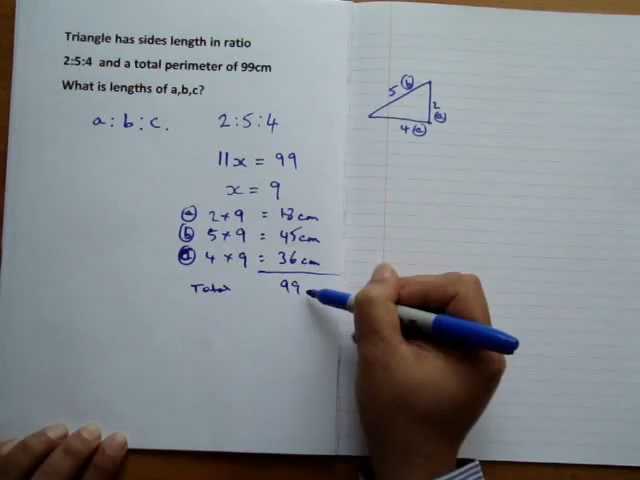 Triangle has sides length in ratio
2:5:4 and a total perimeter of 99cm
What is lengths of a,b,c?
a : b : c. 2 : 5 : 4
11x = 99
x = 9
a 2 × 9 = 18cm
b 5 × 9 = 45cm
4 × 9 = 36cm
Total 99
5 b
2
a
4 c